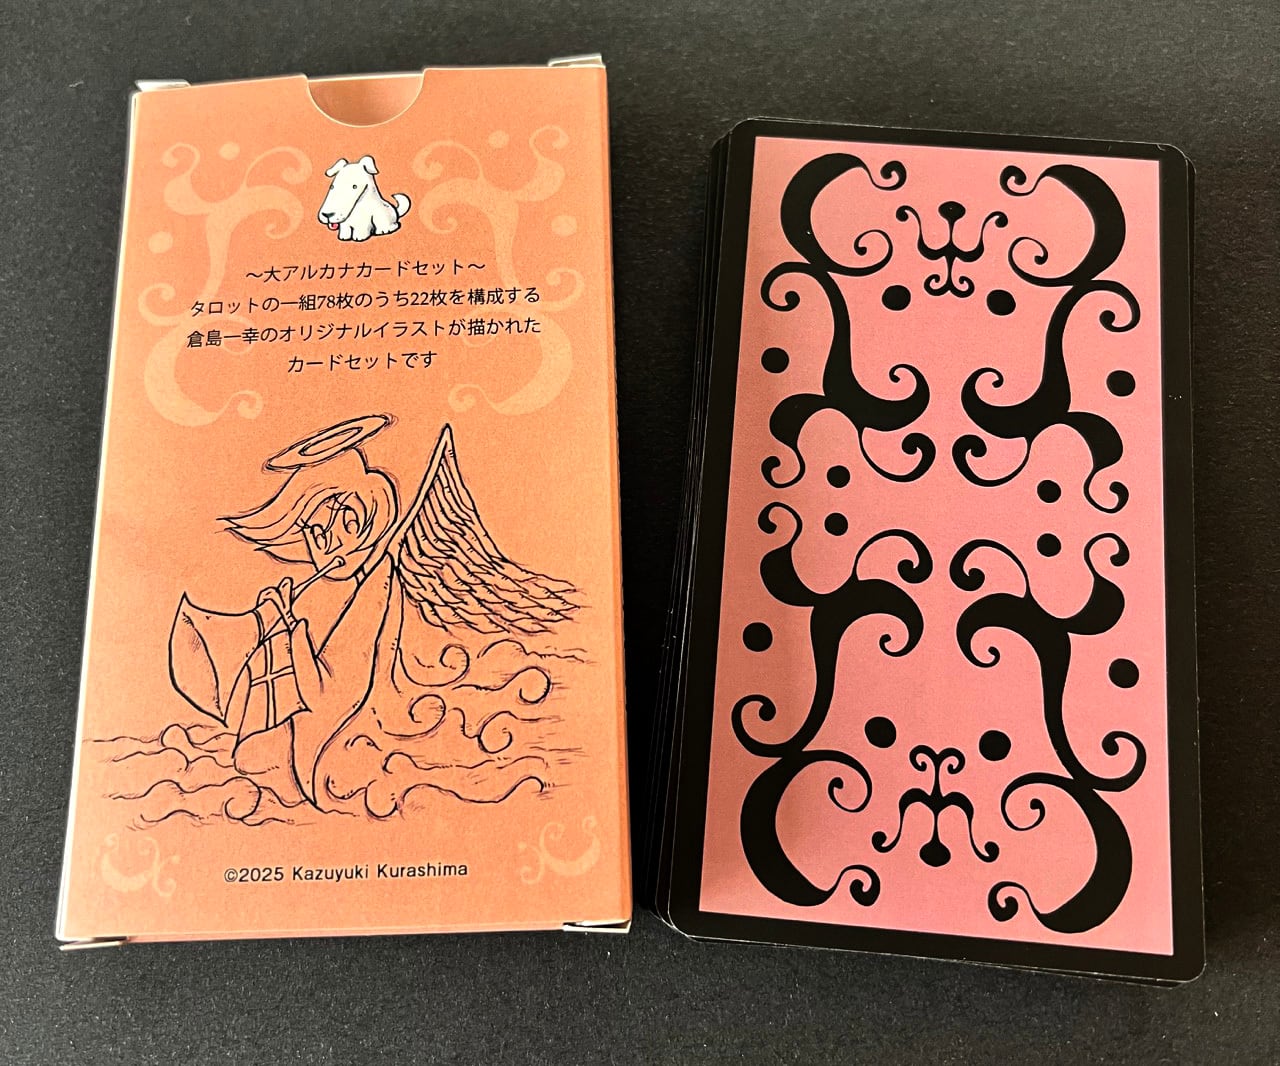 ～大アルカナカードセット～
タロットの一組78枚のうち22枚を構成する
倉島一幸のオリジナルイラストが描かれた
カードセットです
©2025 Kazuyuki Kurashima